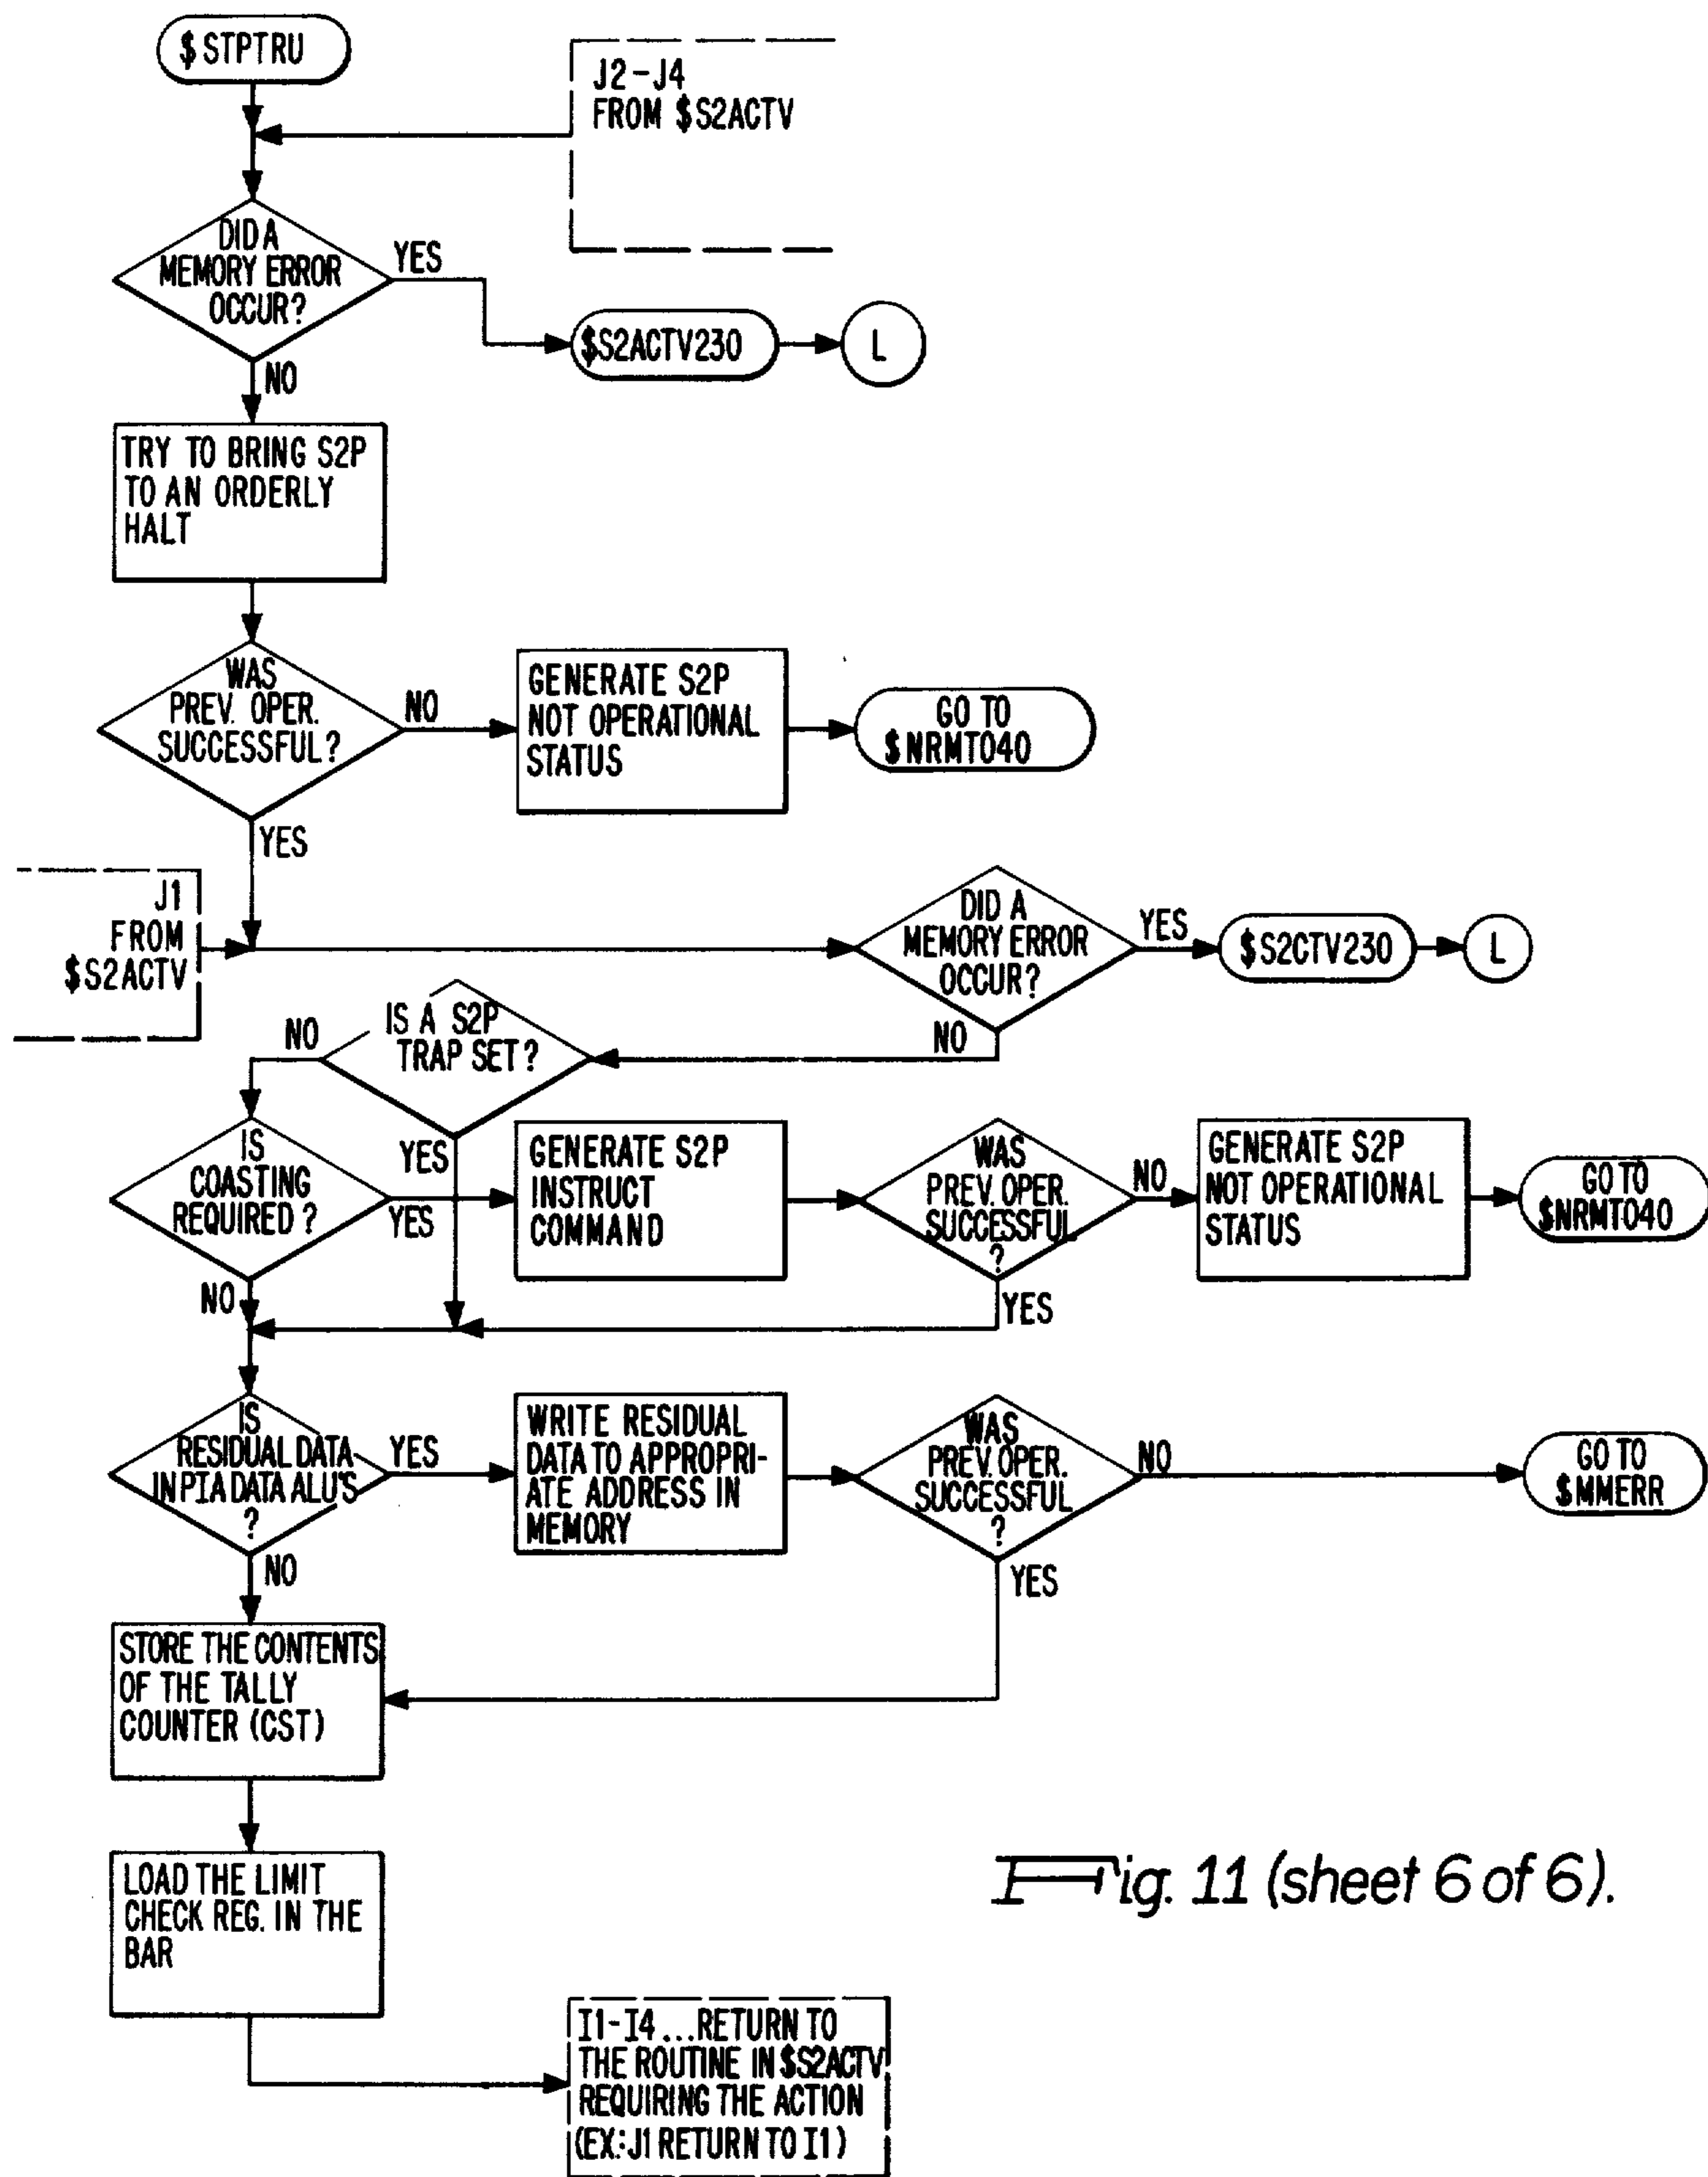 $STPTRU
J2-J4
FROM $S2ACTV
DID A
MEMORY ERROR
OCCUR?
YES
$S2ACTV230
L
NO
TRY TO BRING S2P
TO AN ORDERLY
HALT
WAS
PREV. OPER.
SUCCESSFUL?
NO
GENERATE S2P
NOT OPERATIONAL
STATUS
GO TO
$NRMT040
YES
J1
FROM
$S2ACTV
DID A
MEMORY ERROR
OCCUR?
YES
$S2CTV230
L
NO
IS A S2P
TRAP SET?
NO
YES
IS
COASTING
REQUIRED?
YES
GENERATE S2P
INSTRUCT
COMMAND
WAS
PREV. OPER.
SUCCESSFUL
?
NO
GENERATE S2P
NOT OPERATIONAL
STATUS
GO TO
$NRMT040
NO
YES
IS
RESIDUAL DATA
IN PIA DATA ALU'S
?
YES
WRITE RESIDUAL
DATA TO APPROPRI-
ATE ADDRESS IN
MEMORY
WAS
PREV. OPER.
SUCCESSFUL
?
NO
GO TO
$MMERR
NO
YES
STORE THE CONTENTS
OF THE TALLY
COUNTER (CST)
LOAD THE LIMIT
CHECK REG. IN THE
BAR
I1-I4...RETURN TO
THE ROUTINE IN $S2ACTV
REQUIRING THE ACTION
(EX.:J1 RETURN TO I1)
Fig. 11 (sheet 6 of 6).